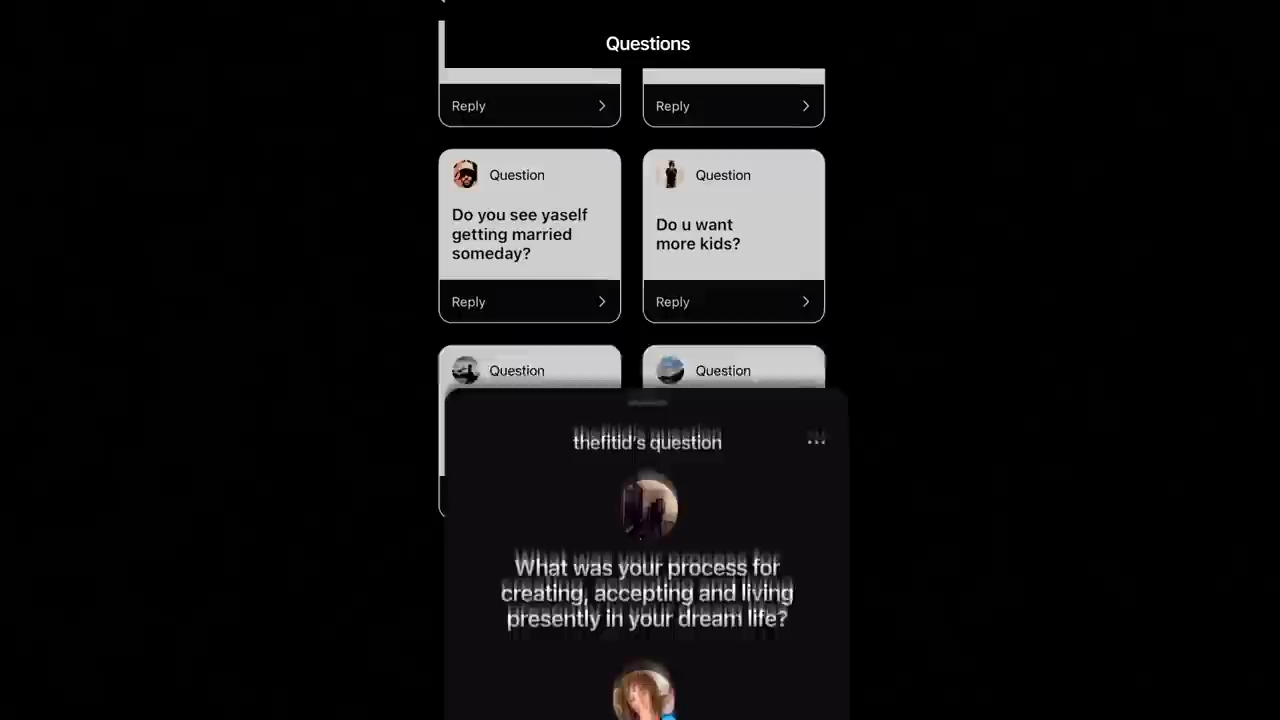 Questions
Reply
Reply
Question
Question
Do you see yaself
getting married
someday?
Do u want
more kids?
Reply
Reply
Question
Question
thefitid's question
What was your process for
creating, accepting and living
presently in your dream life?